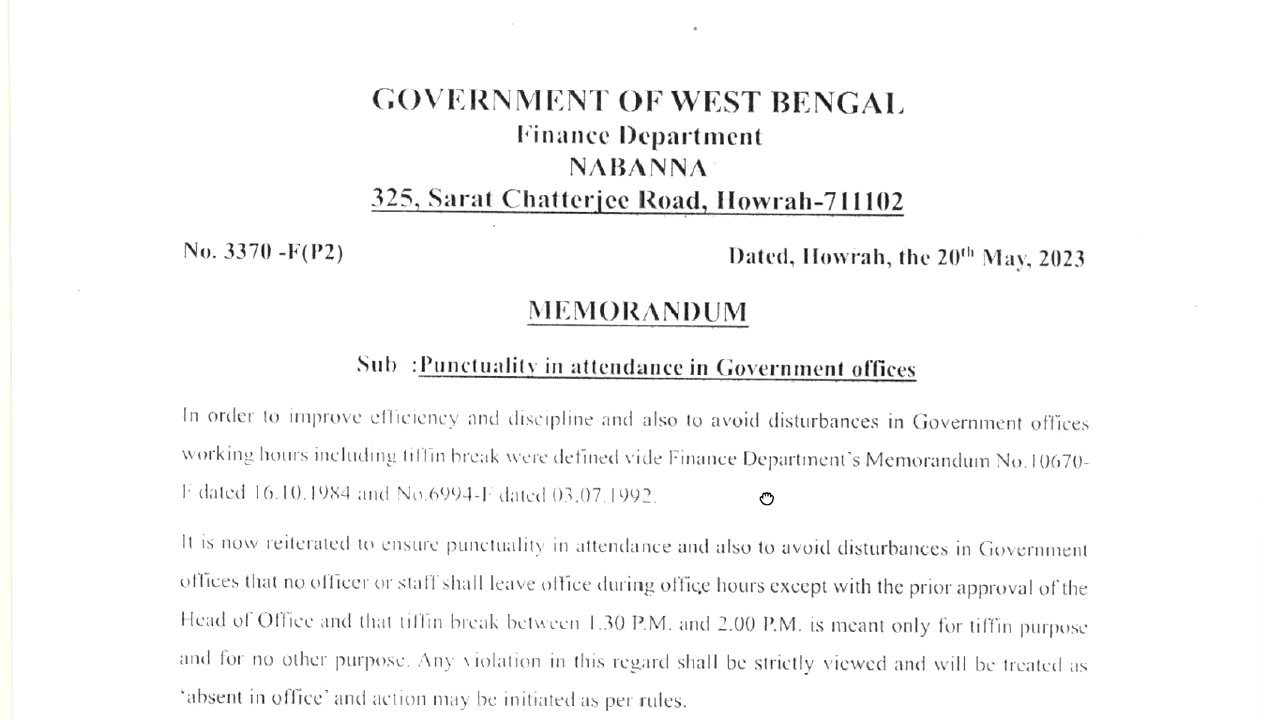 GOVERNMENT OF WEST BENGAL
Finance Department
NABANNA
325, Sarat Chatterjee Road, Howrah-711102
No. 3370 -F(P2) Dated, Howrah, the 20th May, 2023
MEMORANDUM
Sub :Punctuality in attendance in Government offices
In order to improve efficiency and discipline and also to avoid disturbances in Government offices
working hours including tiffin break were defined vide Finance Department's Memorandum No.10670-
F dated 16.10.1984 and No.6994-F dated 03.07.1992.
It is now reiterated to ensure punctuality in attendance and also to avoid disturbances in Government
offices that no officer or staff shall leave office during office hours except with the prior approval of the
Head of Office and that tiffin break between 1.30 P.M. and 2.00 P.M. is meant only for tiffin purpose
and for no other purpose. Any violation in this regard shall be strictly viewed and will be treated as
'absent in office' and action may be initiated as per rules.